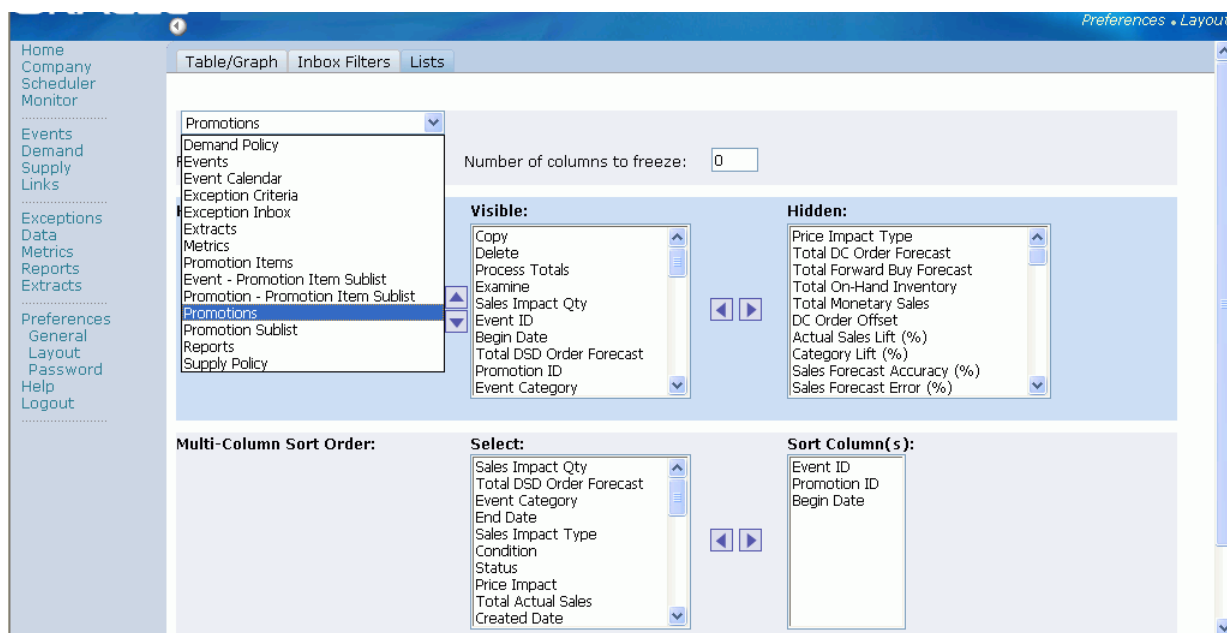 Preferences • Layout
Home
Company
Scheduler
Monitor
Events
Demand
Supply
Links
Exceptions
Data
Metrics
Reports
Extracts
Preferences
General
Layout
Password
Help
Logout
Table/Graph
Inbox Filters
Lists
Promotions
Demand Policy
Events
Event Calendar
Exception Criteria
Exception Inbox
Extracts
Metrics
Promotion Items
Event - Promotion Item Sublist
Promotion - Promotion Item Sublist
Promotions
Promotion Sublist
Reports
Supply Policy
Number of columns to freeze:
0
Visible:
Copy
Delete
Process Totals
Examine
Sales Impact Qty
Event ID
Begin Date
Total DSD Order Forecast
Promotion ID
Event Category
Hidden:
Price Impact Type
Total DC Order Forecast
Total Forward Buy Forecast
Total On-Hand Inventory
Total Monetary Sales
DC Order Offset
Actual Sales Lift (%)
Category Lift (%)
Sales Forecast Accuracy (%)
Sales Forecast Error (%)
Multi-Column Sort Order:
Select:
Sales Impact Qty
Total DSD Order Forecast
Event Category
End Date
Sales Impact Type
Condition
Status
Price Impact
Total Actual Sales
Created Date
Sort Column(s):
Event ID
Promotion ID
Begin Date